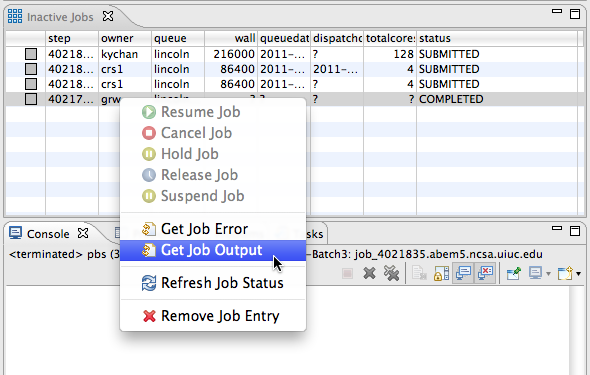 Inactive Jobs
step owner queue wall queuedat dispatchc totalcores status
40218... kychan lincoln 216000 2011-... ? 128 SUBMITTED
40218... crs1 lincoln 86400 2011-... 2011-... 4 SUBMITTED
40218... crs1 lincoln 86400 2011-... ? 4 SUBMITTED
40217... grw lincoln ? ? ? ? COMPLETED
Resume Job
Cancel Job
Hold Job
Release Job
Suspend Job
Get Job Error
Get Job Output
Refresh Job Status
Remove Job Entry
Console sks
<terminated> pbs ( -Batch3: job_4021835.abem5.ncsa.uiuc.edu